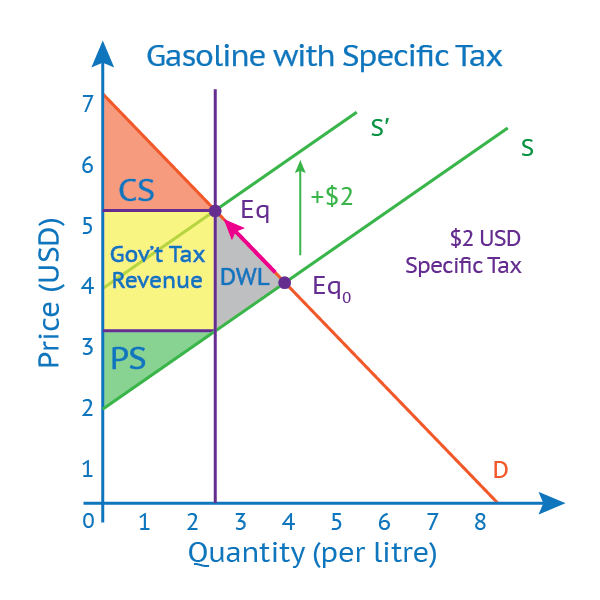 Gasoline with Specific Tax
Price (USD)
7
6
5
4
3
2
1
0
1 2 3 4 5 6 7 8
Quantity (per litre)
S’
S
+$2
CS
Eq
$2 USD
Specific Tax
Gov’t Tax
Revenue
DWL
Eq₀
PS
D